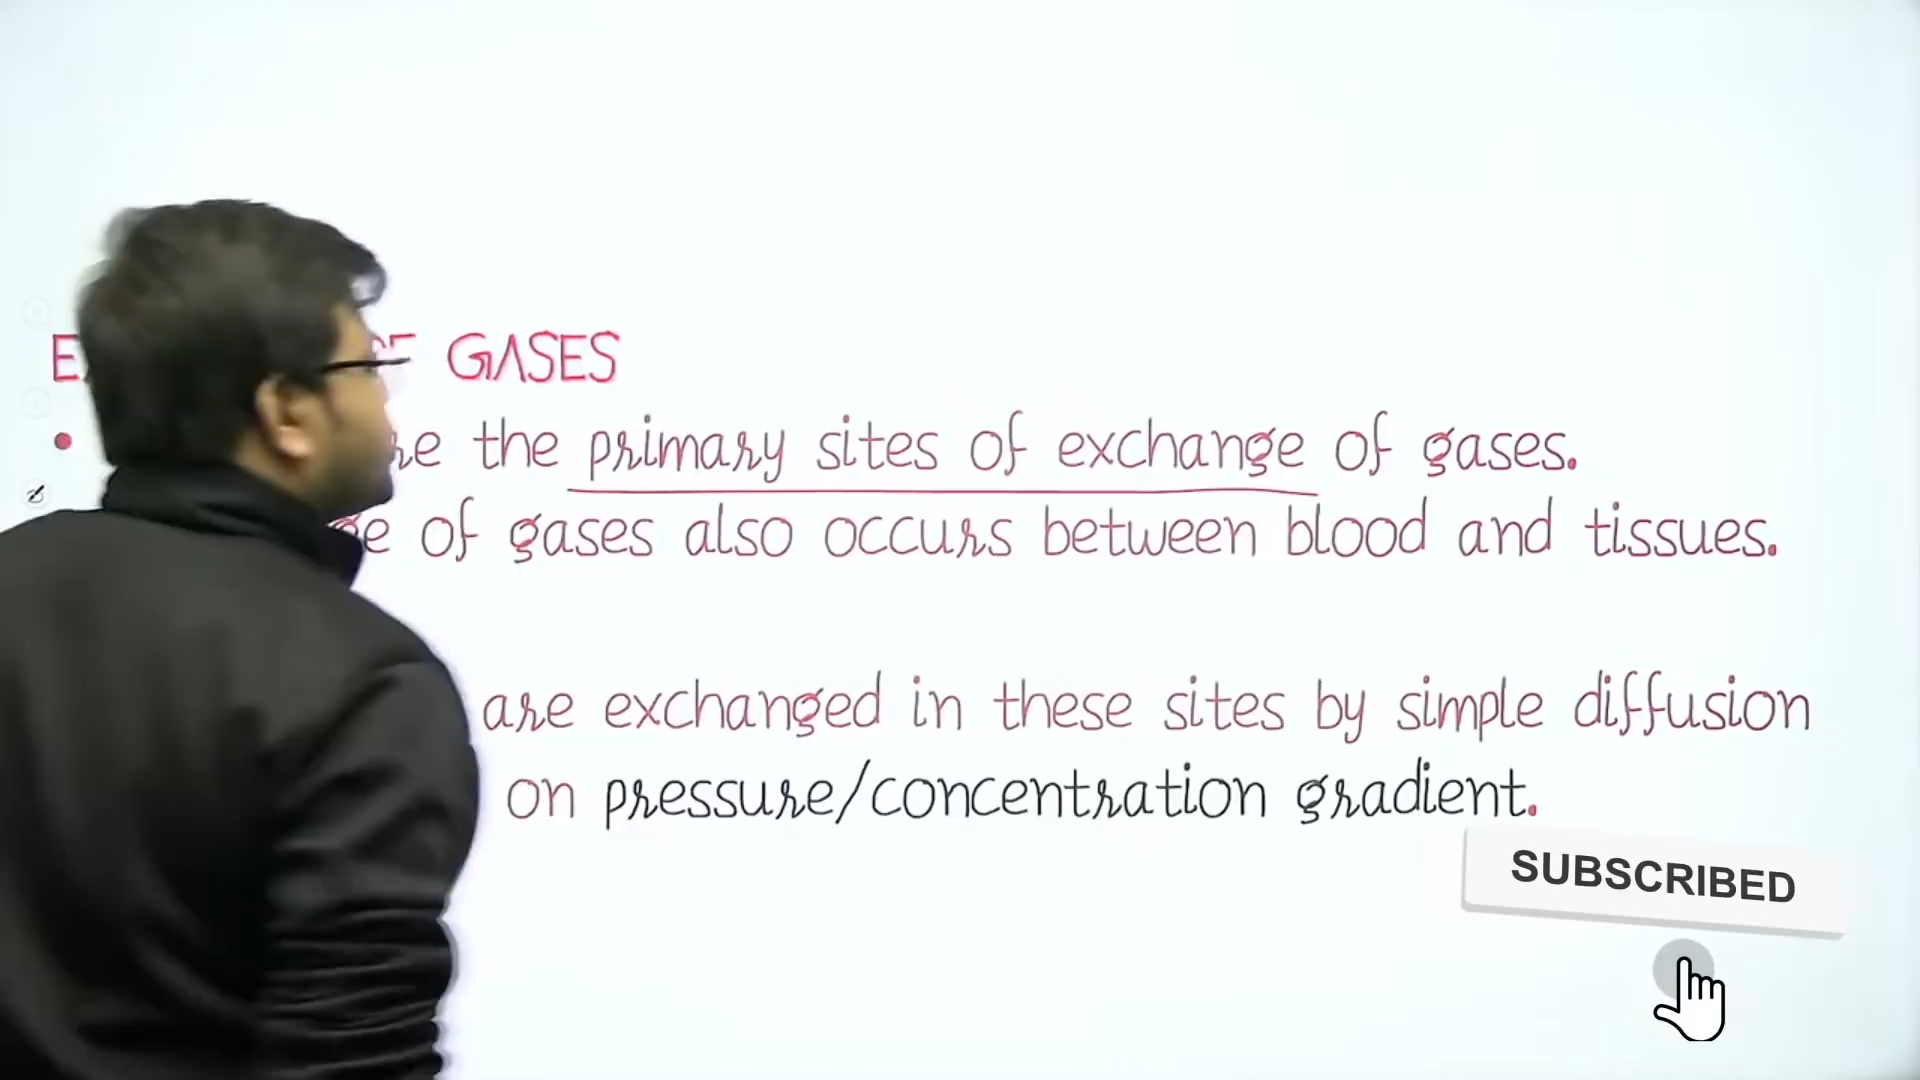 GASES
the primary sites of exchange of gases.
of gases also occurs between blood and tissues.
are exchanged in these sites by simple diffusion
on pressure/concentration gradient.
SUBSCRIBED